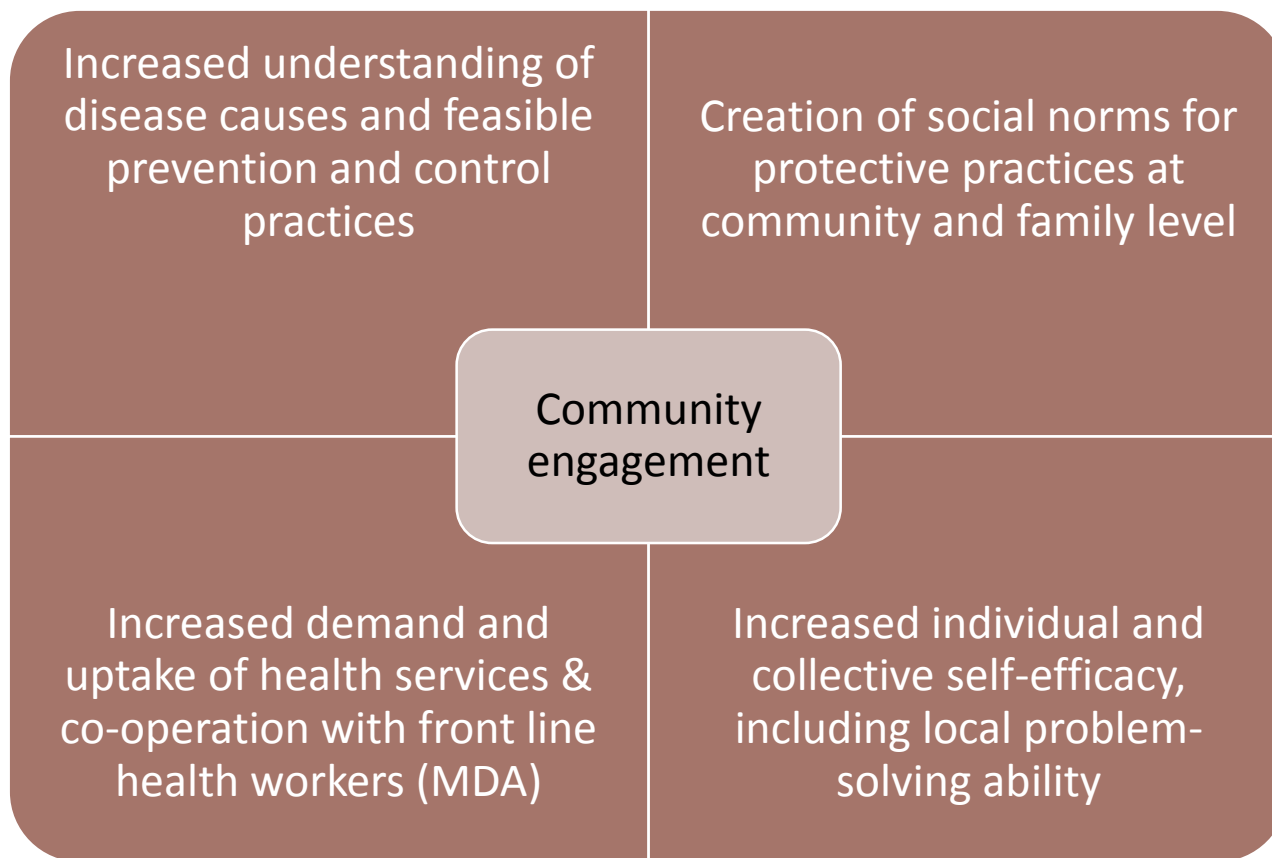 Increased understanding of
disease causes and feasible
prevention and control
practices
Creation of social norms for
protective practices at
community and family level
Community
engagement
Increased demand and
uptake of health services &
co-operation with front line
health workers (MDA)
Increased individual and
collective self-efficacy,
including local problem-
solving ability